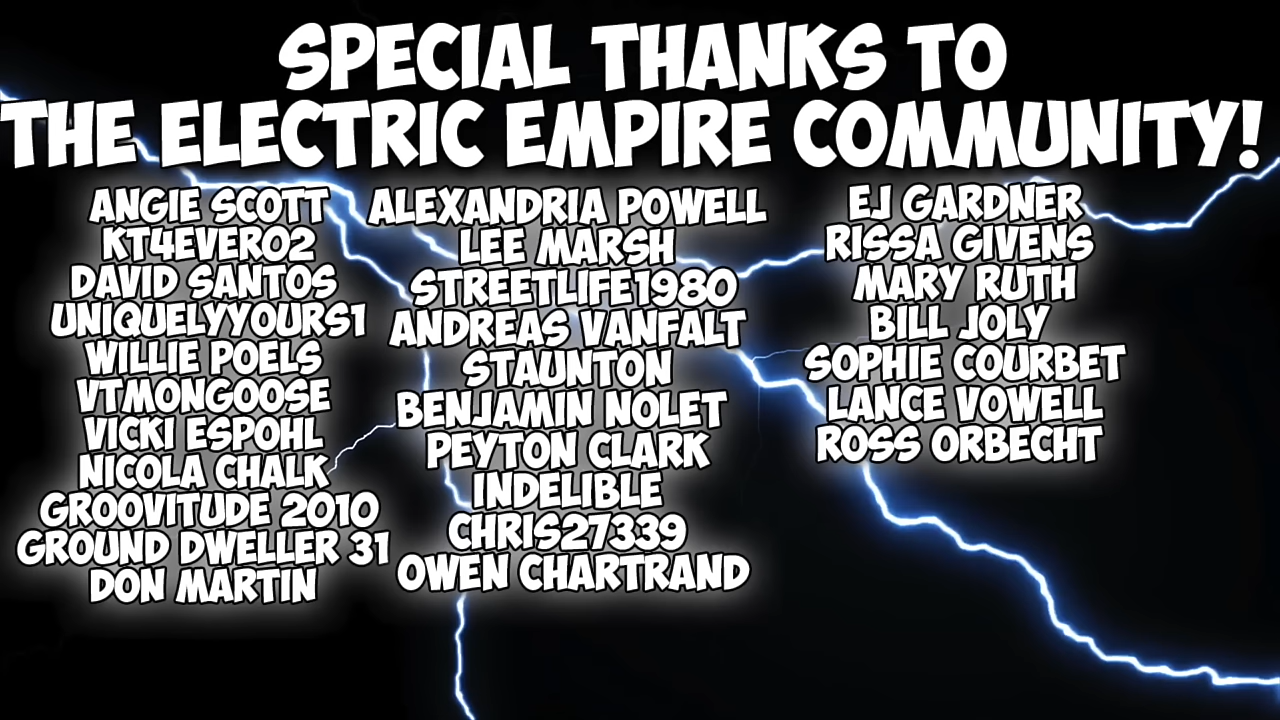 SPECIAL THANKS TO
THE ELECTRIC EMPIRE COMMUNITY!
ANGIE SCOTT
KT4EVER02
DAVID SANTOS
UNIQUELYYOURS1
WILLIE POELS
VTMONGOOSE
VICKI ESPOHL
NICOLA CHALK
GROOVITUDE 2010
GROUND DWELLER 31
DON MARTIN
ALEXANDRIA POWELL
LEE MARSH
STREETLIFE1980
ANDREAS VANFALT
STAUNTON
BENJAMIN NOLET
PEYTON CLARK
INDELIBLE
CHRIS27339
OWEN CHARTRAND
EJ GARDNER
RISSA GIVENS
MARY RUTH
BILL JOLY
SOPHIE COURBET
LANCE VOWELL
ROSS ORBECHT